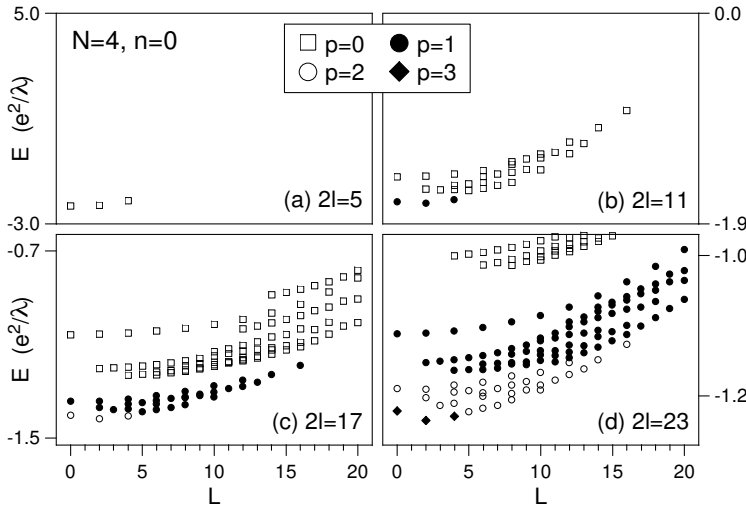 5.0
N=4, n=0
p=0 p=1
p=2 p=3
0.0
E (e²/λ)
(a) 2l=5
(b) 2l=11
-3.0
-1.9
-0.7
-1.0
E (e²/λ)
-1.2
(c) 2l=17
(d) 2l=23
-1.5
0 5 10 15 20
0 5 10 15 20
L
L